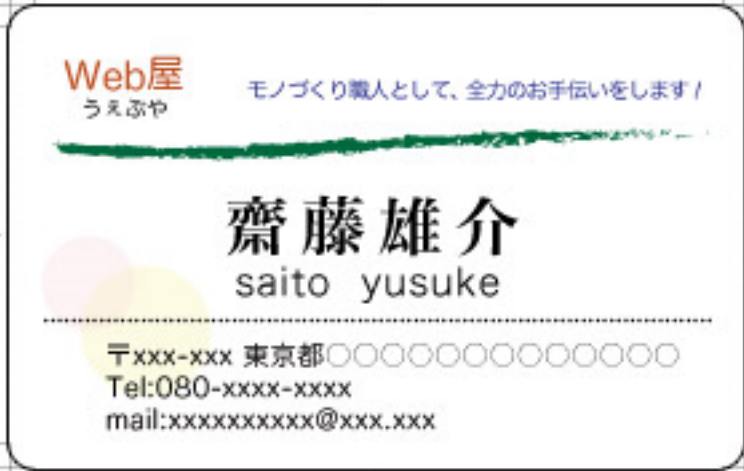 Web屋
うぇぶや
モノづくり職人として、全力のお手伝いをします！
齋藤雄介
saito yusuke
〒xxx-xxx 東京都○○○○○○○○○○○○○
Tel:080-xxxx-xxxx
mail:xxxxxxxxxx@xxx.xxx